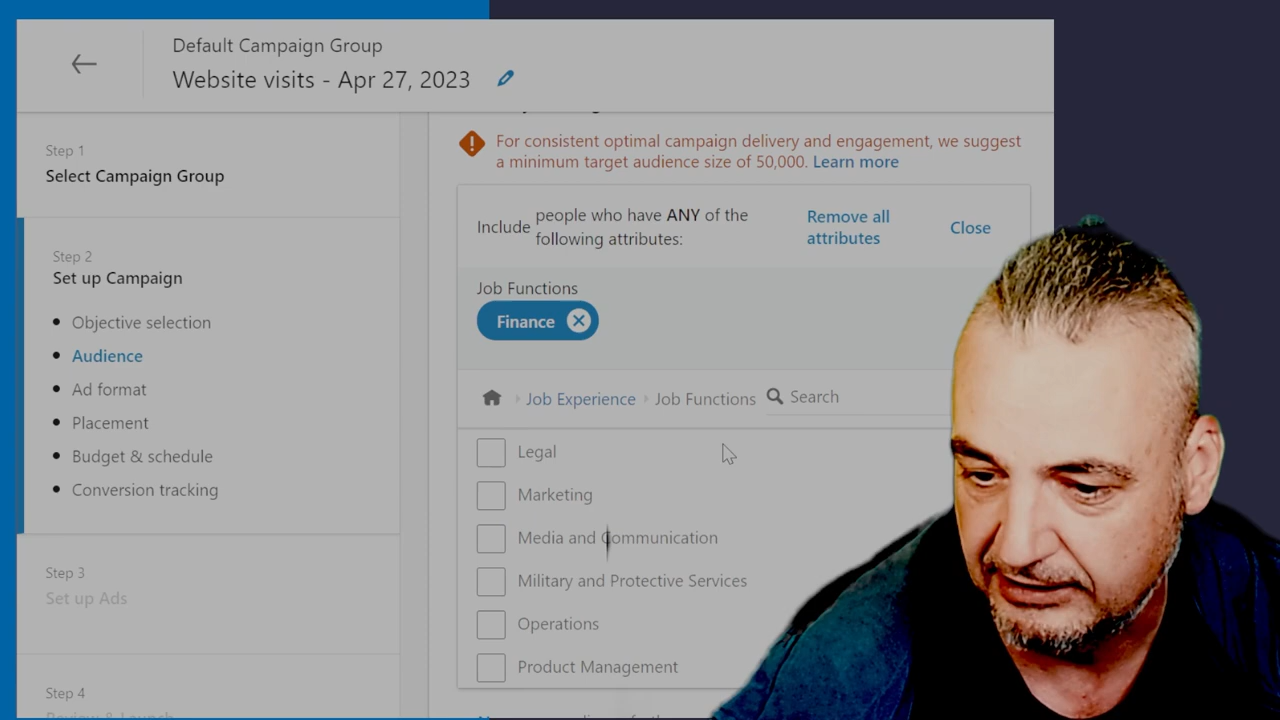 Default Campaign Group
Website visits - Apr 27, 2023
Step 1
Select Campaign Group
Step 2
Set up Campaign
Objective selection
Audience
Ad format
Placement
Budget & schedule
Conversion tracking
Step 3
Set up Ads
Step 4
Review & Launch
For consistent optimal campaign delivery and engagement, we suggest
a minimum target audience size of 50,000. Learn more
Include people who have ANY of the
following attributes:
Remove all
attributes
Close
Job Functions
Finance
Job Experience Job Functions Search
Legal
Marketing
Media and Communication
Military and Protective Services
Operations
Product Management